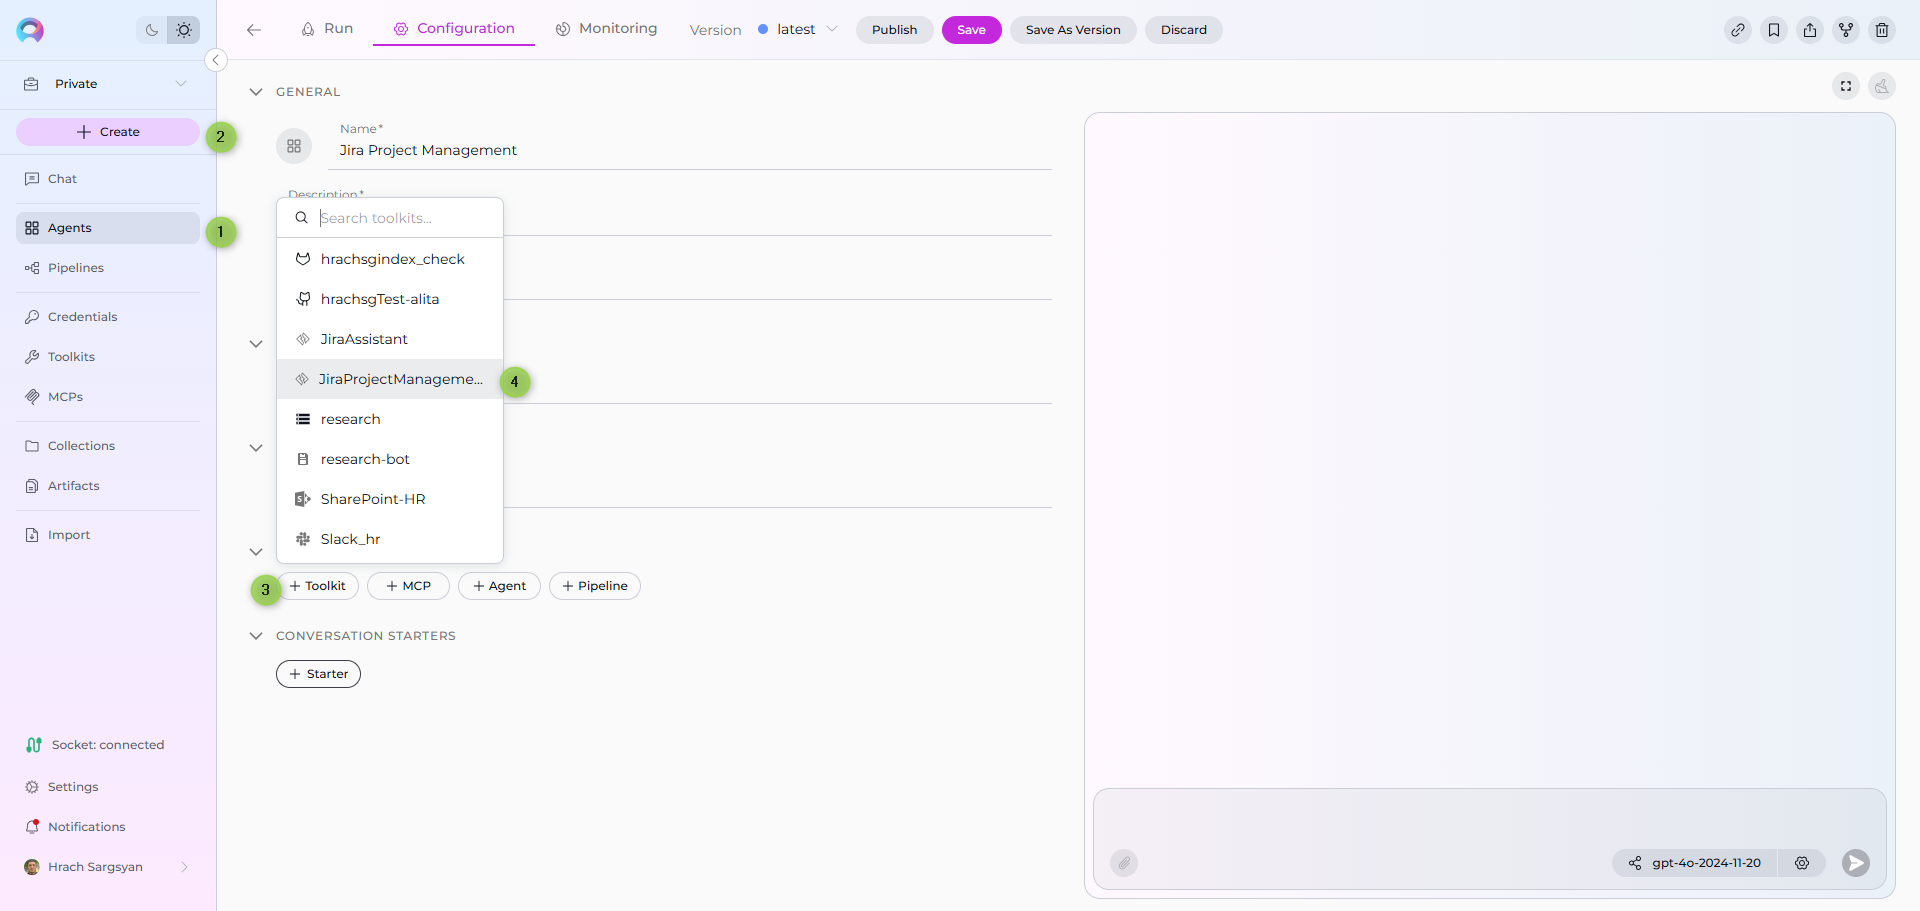 Run
Configuration
Monitoring
Version
latest
Publish
Save
Save As Version
Discard
Private
Create
2
Chat
Agents
1
Pipelines
Credentials
Toolkits
MCPs
Collections
Artifacts
Import
Socket: connected
Settings
Notifications
Hrach Sargsyan
GENERAL
Name*
Jira Project Management
Description*
Search toolkits...
hrachsgindex_check
hrachsgTest-alita
JiraAssistant
JiraProjectManageme...
4
research
research-bot
SharePoint-HR
Slack_hr
3
Toolkit
MCP
Agent
Pipeline
CONVERSATION STARTERS
Starter
gpt-4o-2024-11-20